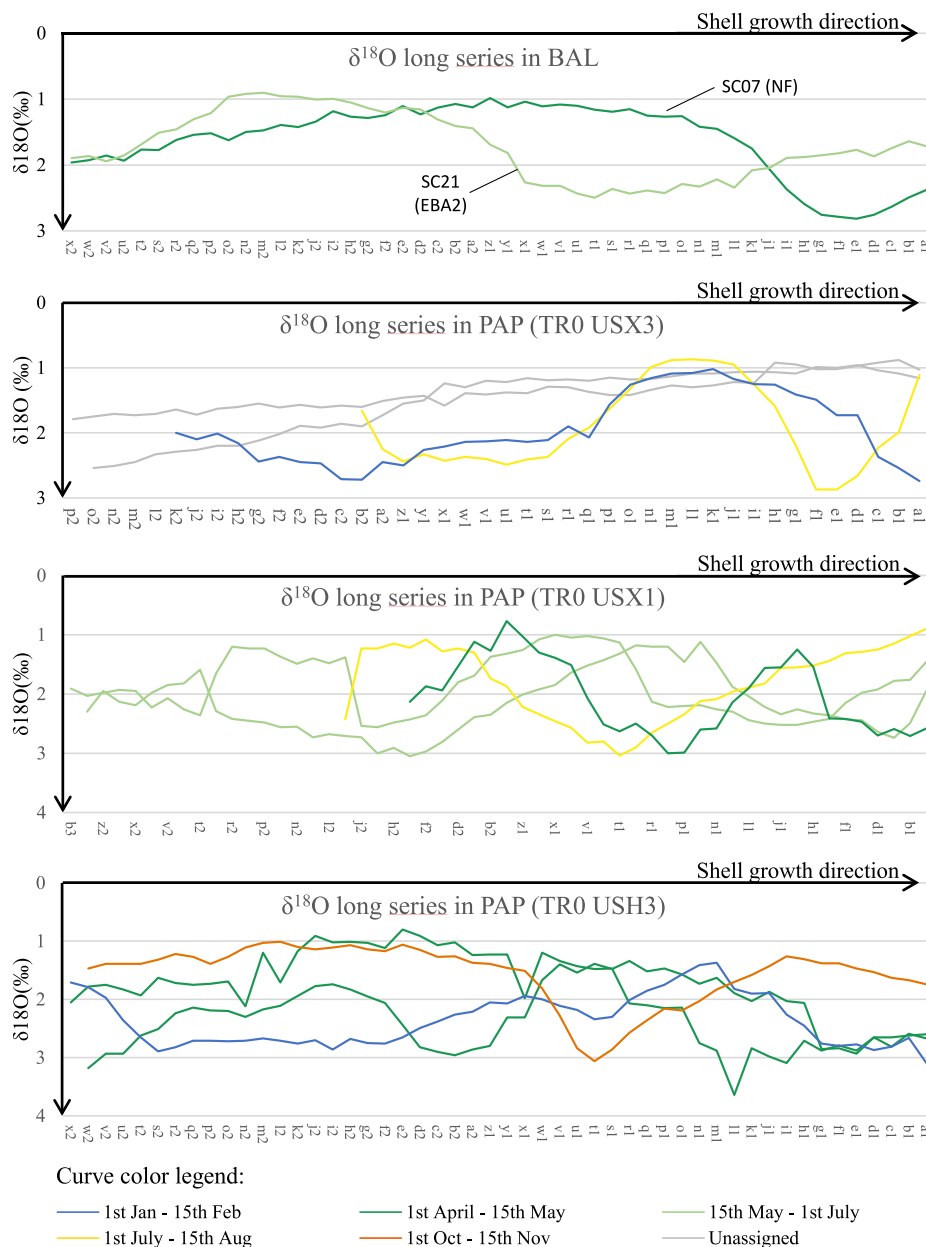 Shell growth direction
0
δ¹⁸O long series in BAL
SC07 (NF)
1
δ18O(‰)
2
SC21
(EBA2)
3
x2 w2 v2 u2 t2 s2 r2 q2 p2 o2 n2 m2 l2 k2 j2 i2 h2 g2 f2 e2 d2 c2 b2 a2 z1 y1 x1 w1 v1 u1 t1 s1 r1 q1 p1 o1 n1 m1 l1 k1 j1 i1 h1 g1 f1 e1 d1 c1 b1 a1
Shell growth direction
0
δ¹⁸O long series in PAP (TR0 USX3)
1
δ18O (‰)
2
3
p2 o2 n2 m2 l2 k2 j2 i2 h2 g2 f2 e2 d2 c2 b2 a2 z1 y1 x1 w1 v1 u1 t1 s1 r1 q1 p1 o1 n1 m1 l1 k1 j1 i1 h1 g1 f1 e1 d1 c1 b1 a1
Shell growth direction
0
δ¹⁸O long series in PAP (TR0 USX1)
1
δ18O(‰)
2
3
4
b3 z2 x2 v2 t2 r2 p2 n2 l2 j2 h2 f2 d2 b2 z1 x1 v1 t1 r1 p1 n1 l1 j1 h1 f1 d1 b1
Shell growth direction
0
δ¹⁸O long series in PAP (TR0 USH3)
1
δ18O(‰)
2
3
4
x2 w2 v2 u2 t2 s2 r2 q2 p2 o2 n2 m2 l2 k2 j2 i2 h2 g2 f2 e2 d2 c2 b2 a2 z1 y1 x1 w1 v1 u1 t1 s1 r1 q1 p1 o1 n1 m1 l1 k1 j1 i1 h1 g1 f1 e1 d1 c1 b1 a1
Curve color legend:
1st Jan - 15th Feb 1st April - 15th May 15th May - 1st July
1st July - 15th Aug 1st Oct - 15th Nov Unassigned